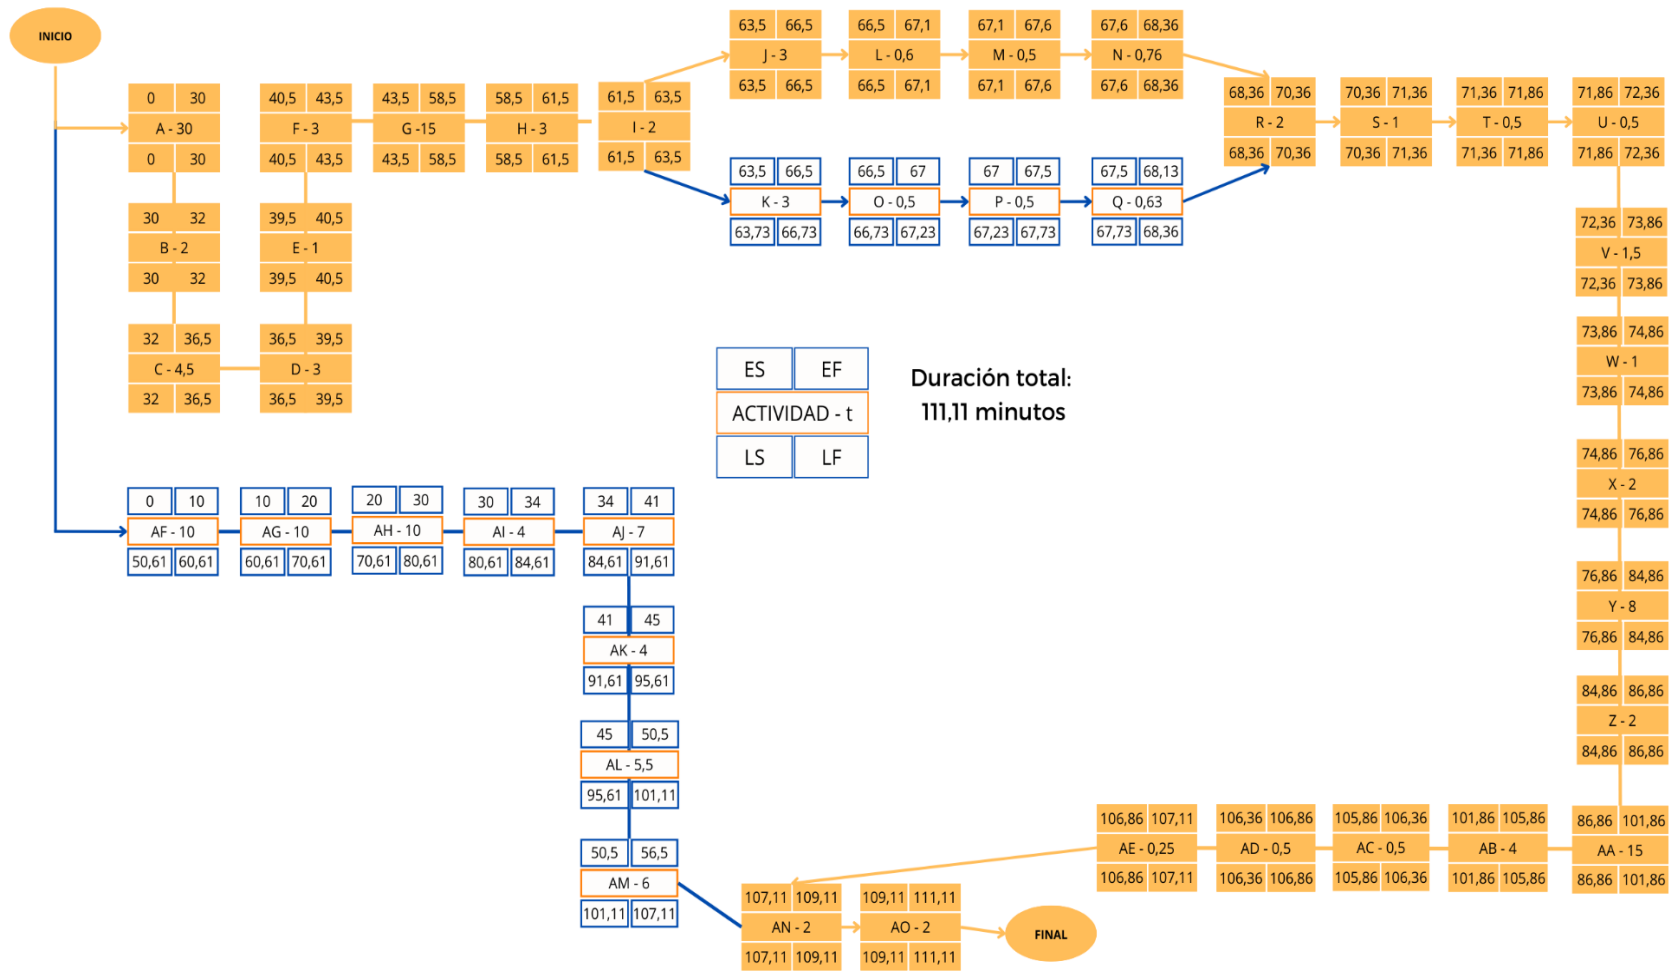 INICIO
0 30
A - 30
0 30
30 32
B - 2
30 32
32 36,5
C - 4,5
32 36,5
36,5 39,5
D - 3
36,5 39,5
39,5 40,5
E - 1
39,5 40,5
40,5 43,5
F - 3
40,5 43,5
43,5 58,5
G -15
43,5 58,5
58,5 61,5
H - 3
58,5 61,5
61,5 63,5
I - 2
61,5 63,5
63,5 66,5
J - 3
63,5 66,5
66,5 67,1
L - 0,6
66,5 67,1
67,1 67,6
M - 0,5
67,1 67,6
67,6 68,36
N - 0,76
67,6 68,36
63,5 66,5
K - 3
63,73 66,73
66,5 67
O - 0,5
66,73 67,23
67 67,5
P - 0,5
67,23 67,73
67,5 68,13
Q - 0,63
67,73 68,36
68,36 70,36
R - 2
68,36 70,36
70,36 71,36
S - 1
70,36 71,36
71,36 71,86
T - 0,5
71,36 71,86
71,86 72,36
U - 0,5
71,86 72,36
72,36 73,86
V - 1,5
72,36 73,86
73,86 74,86
W - 1
73,86 74,86
74,86 76,86
X - 2
74,86 76,86
76,86 84,86
Y - 8
76,86 84,86
84,86 86,86
Z - 2
84,86 86,86
86,86 101,86
AA - 15
86,86 101,86
101,86 105,86
AB - 4
101,86 105,86
105,86 106,36
AC - 0,5
105,86 106,36
106,36 106,86
AD - 0,5
106,36 106,86
106,86 107,11
AE - 0,25
106,86 107,11
ES EF
ACTIVIDAD - t
LS LF
Duración total:
111,11 minutos
0 10
AF - 10
50,61 60,61
10 20
AG - 10
60,61 70,61
20 30
AH - 10
70,61 80,61
30 34
AI - 4
80,61 84,61
34 41
AJ - 7
84,61 91,61
41 45
AK - 4
91,61 95,61
45 50,5
AL - 5,5
95,61 101,11
50,5 56,5
AM - 6
101,11 107,11
107,11 109,11
AN - 2
107,11 109,11
109,11 111,11
AO - 2
109,11 111,11
FINAL